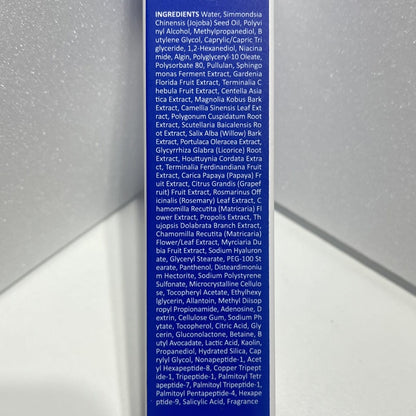 INGREDIENTS Water, Simmondsia
Chinensis (Jojoba) Seed Oil, Polyvi
nyl Alcohol, Methylpropanediol, B
utylene Glycol, Caprylic/Capric Tri
glyceride, 1,2-Hexanediol, Niacina
mide, Algin, Polyglyceryl-10 Oleate,
Polysorbate 80, Pullulan, Sphingo
monas Ferment Extract, Gardenia
Florida Fruit Extract, Terminalia C
hebula Fruit Extract, Centella Asia
tica Extract, Magnolia Kobus Bark
Extract, Camellia Sinensis Leaf Ext
ract, Polygonum Cuspidatum Root
Extract, Scutellaria Baicalensis Ro
ot Extract, Salix Alba (Willow) Bark
Extract, Portulaca Oleracea Extract,
Glycyrrhiza Glabra (Licorice) Root
Extract, Houttuynia Cordata Extra
ct, Terminalia Ferdinandiana Fruit
Extract, Carica Papaya (Papaya) Fr
uit Extract, Citrus Grandis (Grapef
ruit) Fruit Extract, Rosmarinus Off
icinalis (Rosemary) Leaf Extract, C
hamomilla Recutita (Matricaria) Fl
ower Extract, Propolis Extract, Th
ujopsis Dolabrata Branch Extract,
Chamomilla Recutita (Matricaria)
Flower/Leaf Extract, Myrciaria Du
bia Fruit Extract, Sodium Hyaluron
ate, Glyceryl Stearate, PEG-100 St
earate, Panthenol, Disteardimoniu
m Hectorite, Sodium Polystyrene
Sulfonate, Microcrystalline Cellulo
se, Tocopheryl Acetate, Ethylhexy
lglycerin, Allantoin, Methyl Diisop
ropyl Propionamide, Adenosine, D
extrin, Cellulose Gum, Sodium Ph
ytate, Tocopherol, Citric Acid, Gly
cerin, Gluconolactone, Betaine, B
utyl Avocadate, Lactic Acid, Kaolin,
Propanediol, Hydrated Silica, Capr
ylyl Glycol, Nonapeptide-1, Acet
yl Hexapeptide-8, Copper Tripept
ide-1, Tripeptide-1, Palmitoyl Tetr
apeptide-7, Palmitoyl Tripeptide-1,
Palmitoyl Pentapeptide-4, Hexape
ptide-9, Salicylic Acid, Fragrance